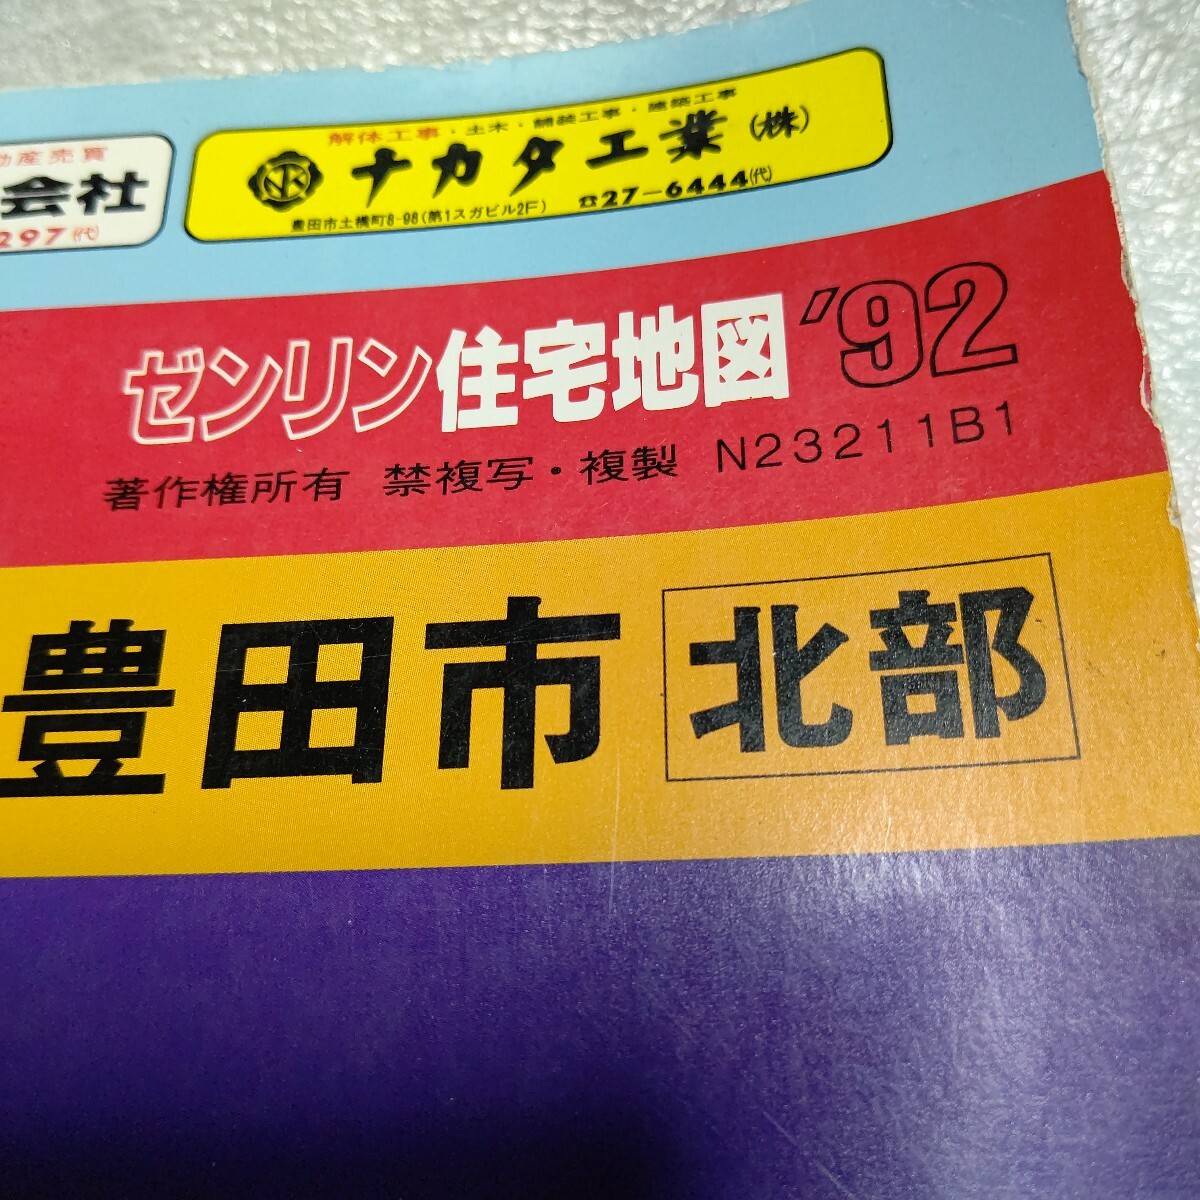 動産売買
会社
297(代)
解体工事・土木・舗装工事・建築工事
NK ナカタ工業(株)
豊田市土橋町8-98(第1スガビル2F) ☎27-6444(代)
ゼンリン住宅地図 '92
著作権所有 禁複写・複製 N23211B1
豊田市 北部